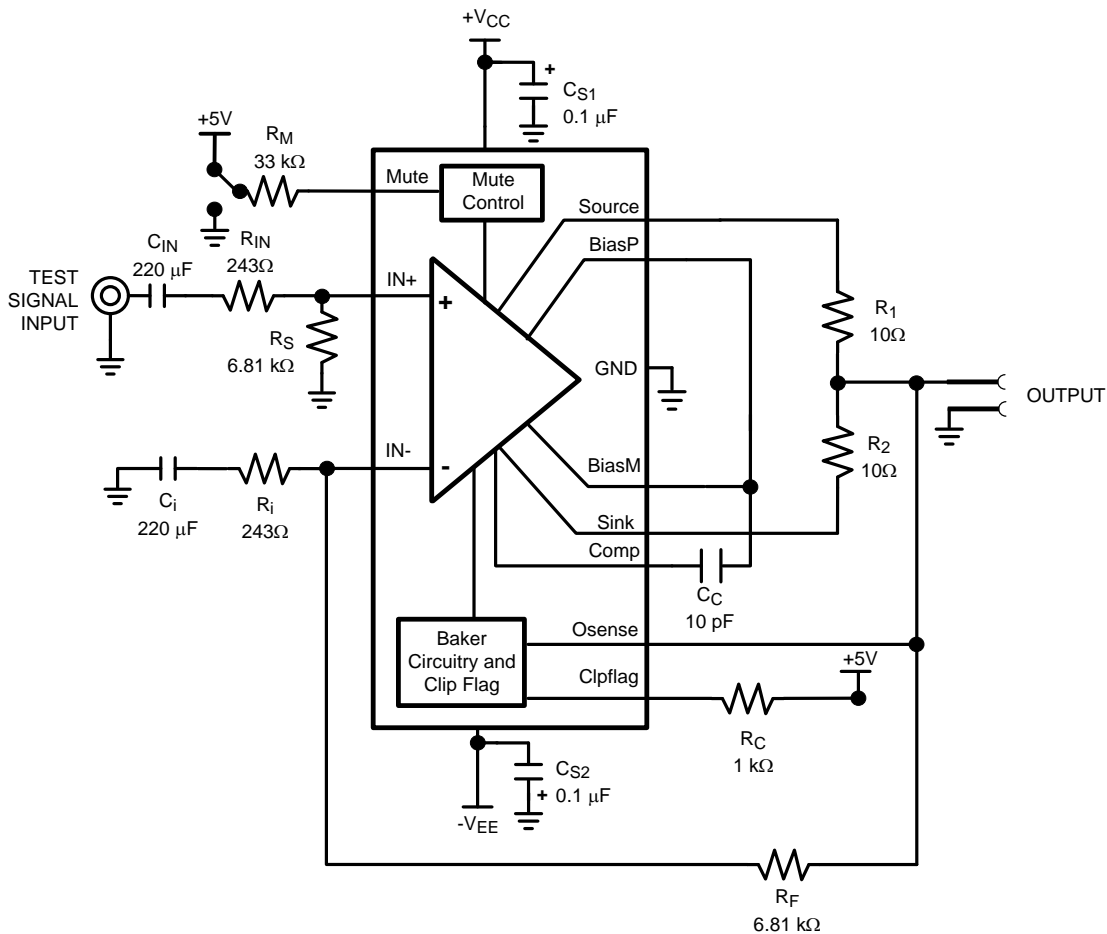 +VCC
+
CS1
0.1 μF
+5V
RM
33 kΩ
Mute
Mute
Control
Source
BiasP
CIN
220 μF
RIN
243Ω
TEST
SIGNAL
INPUT
IN+
+
R1
10Ω
RS
6.81 kΩ
GND
OUTPUT
IN-
-
BiasM
R2
10Ω
Ci
220 μF
Ri
243Ω
Sink
Comp
CC
10 pF
Baker
Circuitry and
Clip Flag
Osense
Clpflag
+5V
RC
1 kΩ
CS2
+ 0.1 μF
-VEE
RF
6.81 kΩ